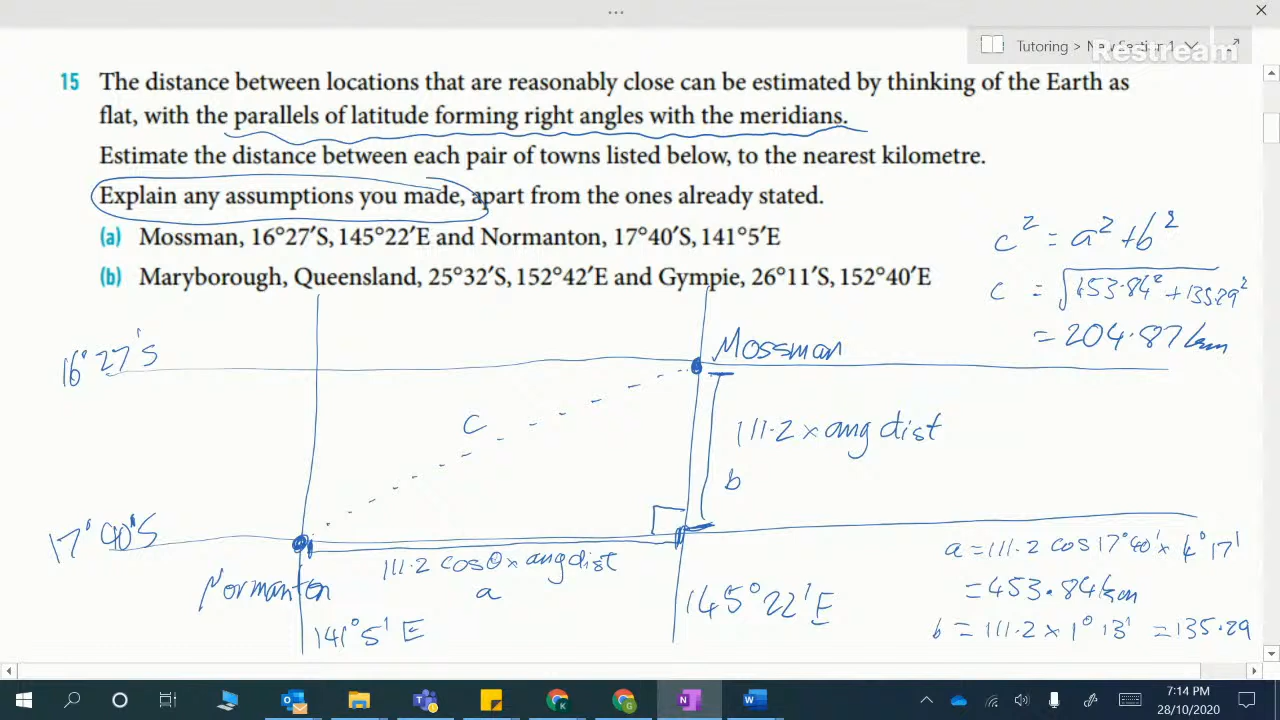 Tutoring > New Section 1
Restream
15 The distance between locations that are reasonably close can be estimated by thinking of the Earth as
flat, with the parallels of latitude forming right angles with the meridians.
Estimate the distance between each pair of towns listed below, to the nearest kilometre.
Explain any assumptions you made, apart from the ones already stated.
(a) Mossman, 16°27′S, 145°22′E and Normanton, 17°40′S, 141°5′E
(b) Maryborough, Queensland, 25°32′S, 152°42′E and Gympie, 26°11′S, 152°40′E
c² = a² + b²
c = √453.84² + 135.29²
= 204.87 km
16°27'S
Mossman
C
111.2 × ang dist
b
17°40'S
111.2 cosθ × ang dist
a
Normanton
141°5'E
145°22'E
a = 111.2 cos 17°40' × 4°17'
= 453.84 km
b = 111.2 × 1°13' = 135.29
7:14 PM
28/10/2020